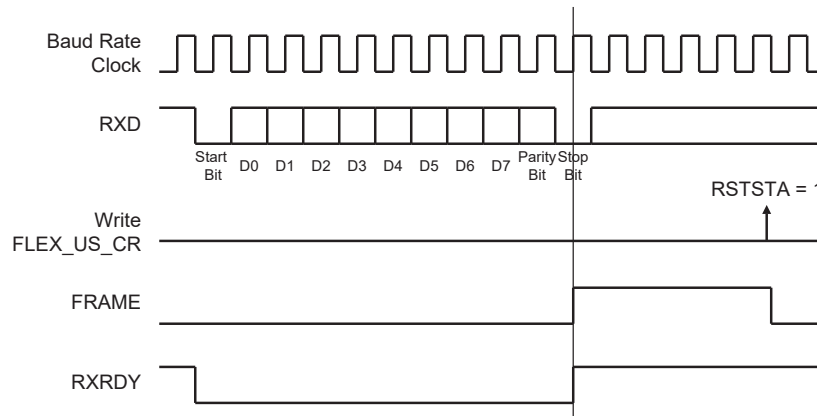 Baud Rate
Clock
RXD
Start
Bit
D0 D1 D2 D3 D4 D5 D6 D7
Parity
Bit
Stop
Bit
RSTSTA = 1
Write
FLEX_US_CR
FRAME
RXRDY